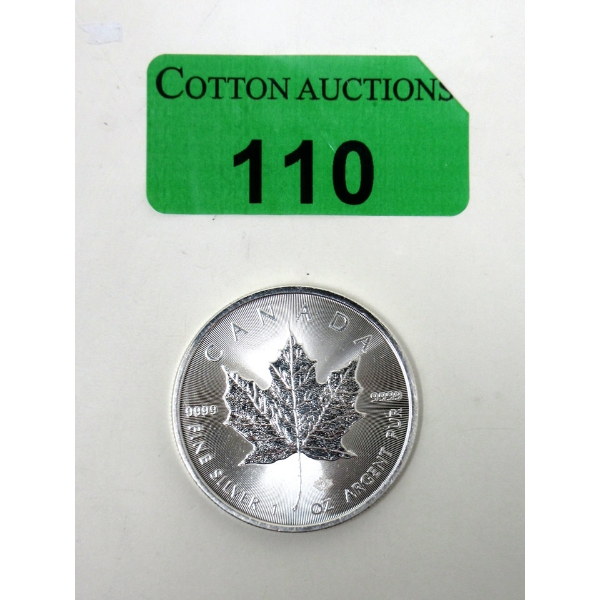 COTTON AUCTIONS
110
CANADA
9999 9999
FINE SILVER 1 OZ ARGENT PUR